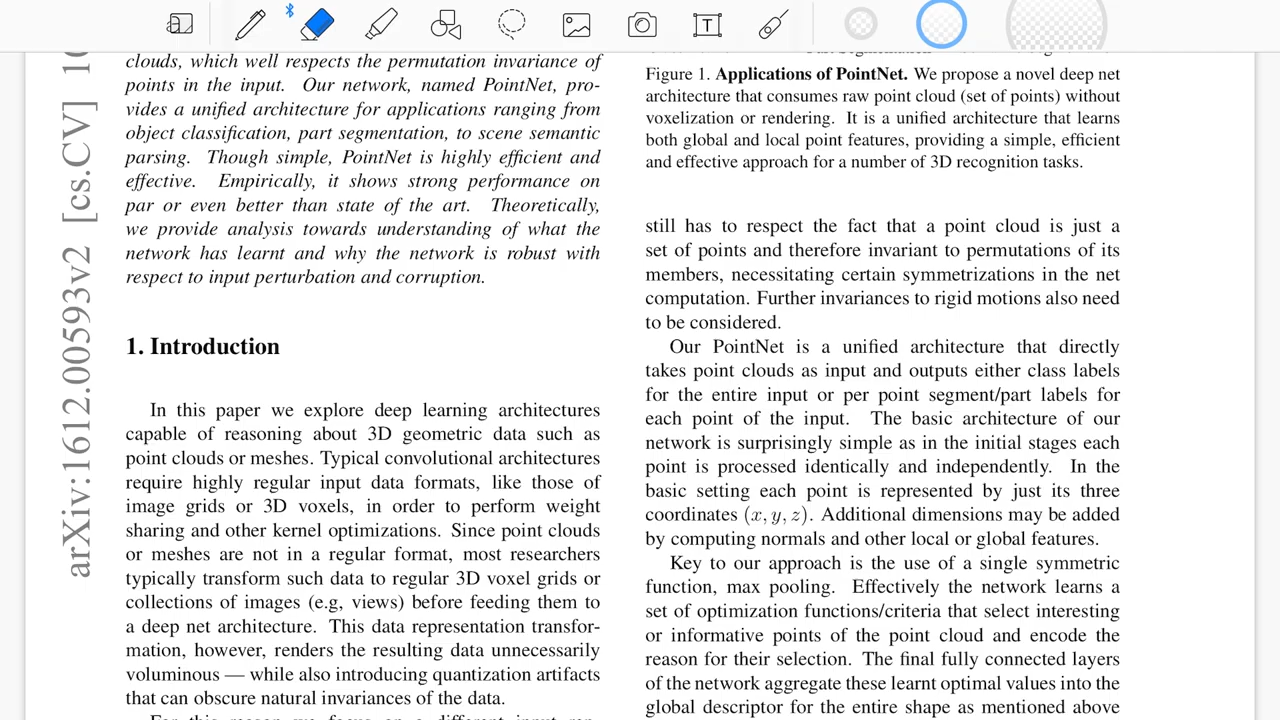 arXiv:1612.00593v2 [cs.CV]
clouds, which well respects the permutation invariance of
points in the input. Our network, named PointNet, pro-
vides a unified architecture for applications ranging from
object classification, part segmentation, to scene semantic
parsing. Though simple, PointNet is highly efficient and
effective. Empirically, it shows strong performance on
par or even better than state of the art. Theoretically,
we provide analysis towards understanding of what the
network has learnt and why the network is robust with
respect to input perturbation and corruption.
1. Introduction
In this paper we explore deep learning architectures
capable of reasoning about 3D geometric data such as
point clouds or meshes. Typical convolutional architectures
require highly regular input data formats, like those of
image grids or 3D voxels, in order to perform weight
sharing and other kernel optimizations. Since point clouds
or meshes are not in a regular format, most researchers
typically transform such data to regular 3D voxel grids or
collections of images (e.g, views) before feeding them to
a deep net architecture. This data representation transfor-
mation, however, renders the resulting data unnecessarily
voluminous — while also introducing quantization artifacts
that can obscure natural invariances of the data.
Figure 1. Applications of PointNet. We propose a novel deep net
architecture that consumes raw point cloud (set of points) without
voxelization or rendering. It is a unified architecture that learns
both global and local point features, providing a simple, efficient
and effective approach for a number of 3D recognition tasks.
still has to respect the fact that a point cloud is just a
set of points and therefore invariant to permutations of its
members, necessitating certain symmetrizations in the net
computation. Further invariances to rigid motions also need
to be considered.
Our PointNet is a unified architecture that directly
takes point clouds as input and outputs either class labels
for the entire input or per point segment/part labels for
each point of the input. The basic architecture of our
network is surprisingly simple as in the initial stages each
point is processed identically and independently. In the
basic setting each point is represented by just its three
coordinates (x, y, z). Additional dimensions may be added
by computing normals and other local or global features.
Key to our approach is the use of a single symmetric
function, max pooling. Effectively the network learns a
set of optimization functions/criteria that select interesting
or informative points of the point cloud and encode the
reason for their selection. The final fully connected layers
of the network aggregate these learnt optimal values into the
global descriptor for the entire shape as mentioned above